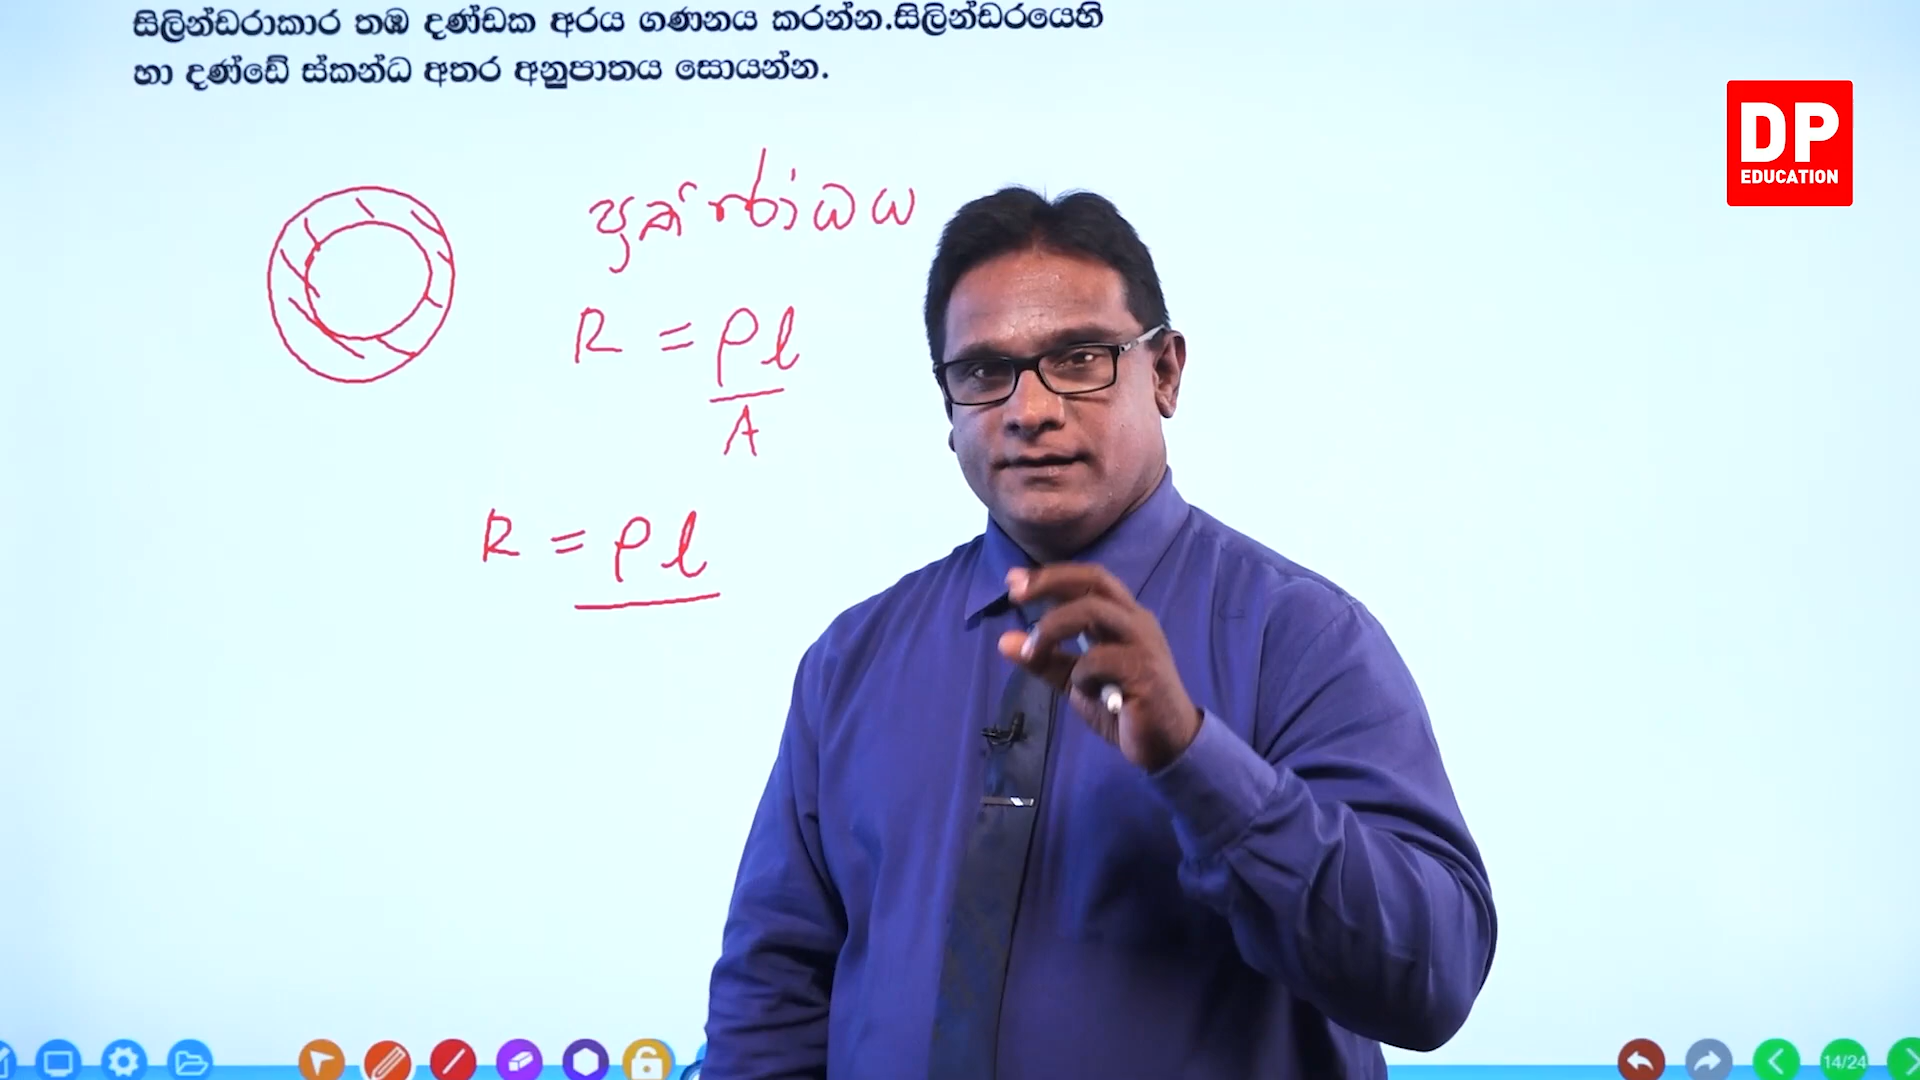 සිලින්ඩරාකාර තඹ දණ්ඩක අරය ගණනය කරන්න.සිලින්ඩරයෙහි
හා දණ්ඩේ ස්කන්ධ අතර අනුපාතය සොයන්න.
DP
EDUCATION
R = ρl
A
R = ρl
14/24